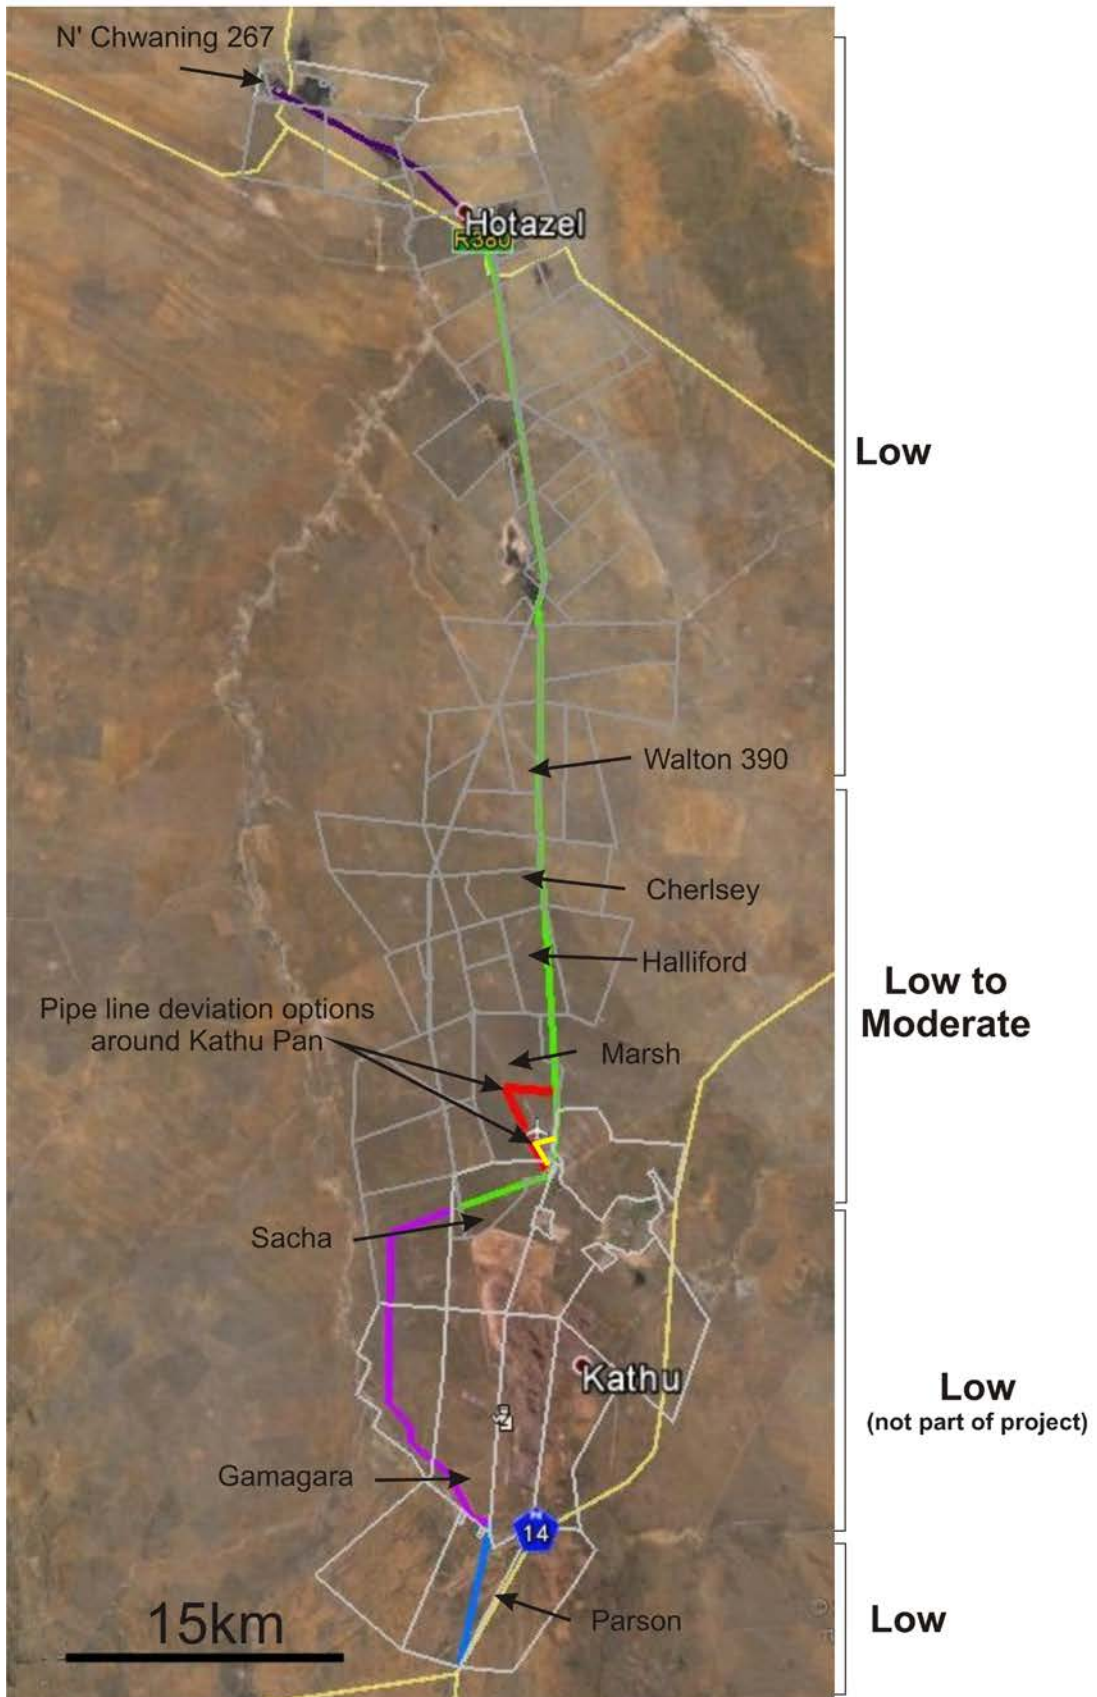 N' Chwaning 267
Hotazel
R380
Low
Walton 390
Cherlsey
Halliford
Low to
Moderate
Pipe line deviation options
around Kathu Pan
Marsh
Sacha
Kathu
Low
(not part of project)
Gamagara
14
Parson
15km
Low